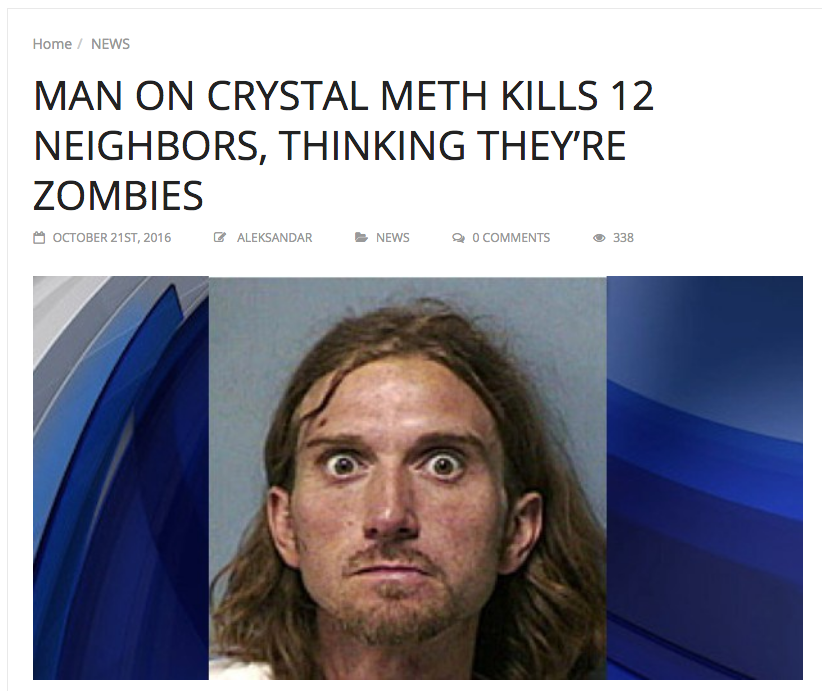 Home / NEWS
MAN ON CRYSTAL METH KILLS 12
NEIGHBORS, THINKING THEY’RE
ZOMBIES
OCTOBER 21ST, 2016 ALEKSANDAR NEWS 0 COMMENTS 338